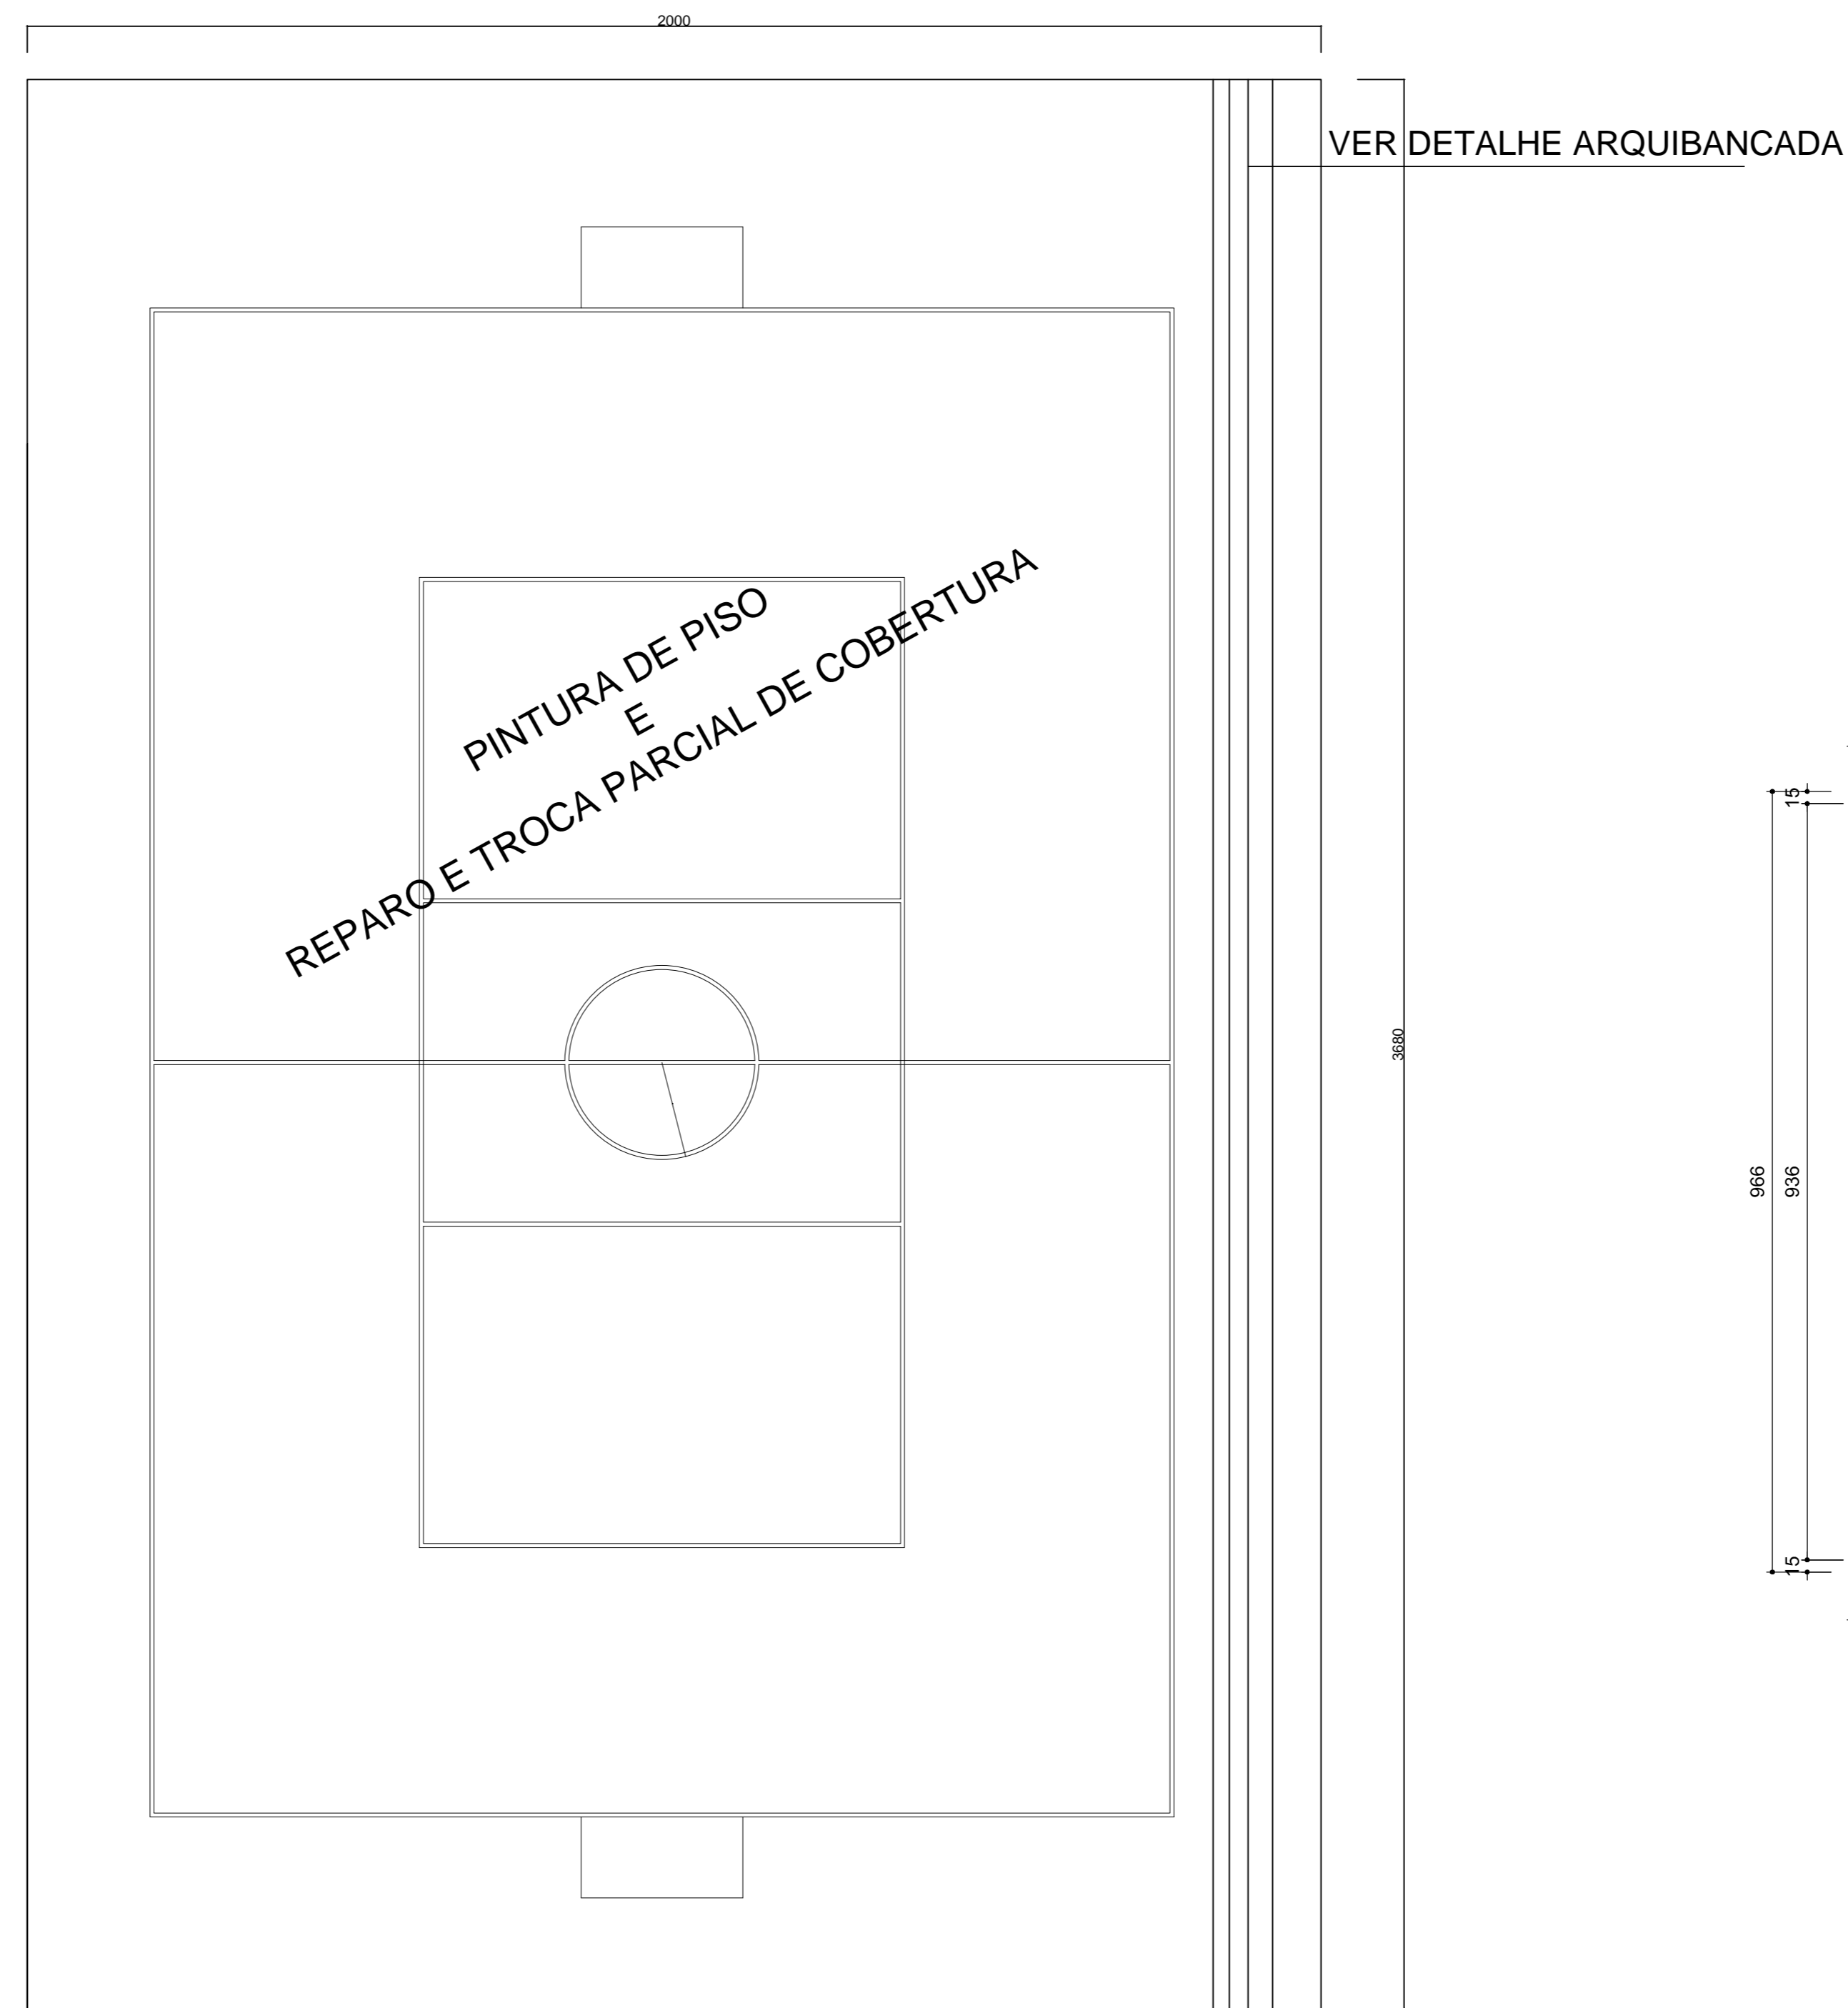 2000
VER DETALHE ARQUIBANCADA
PINTURA DE PISO
E
REPARO E TROCA PARCIAL DE COBERTURA
15
3680
966
936
15